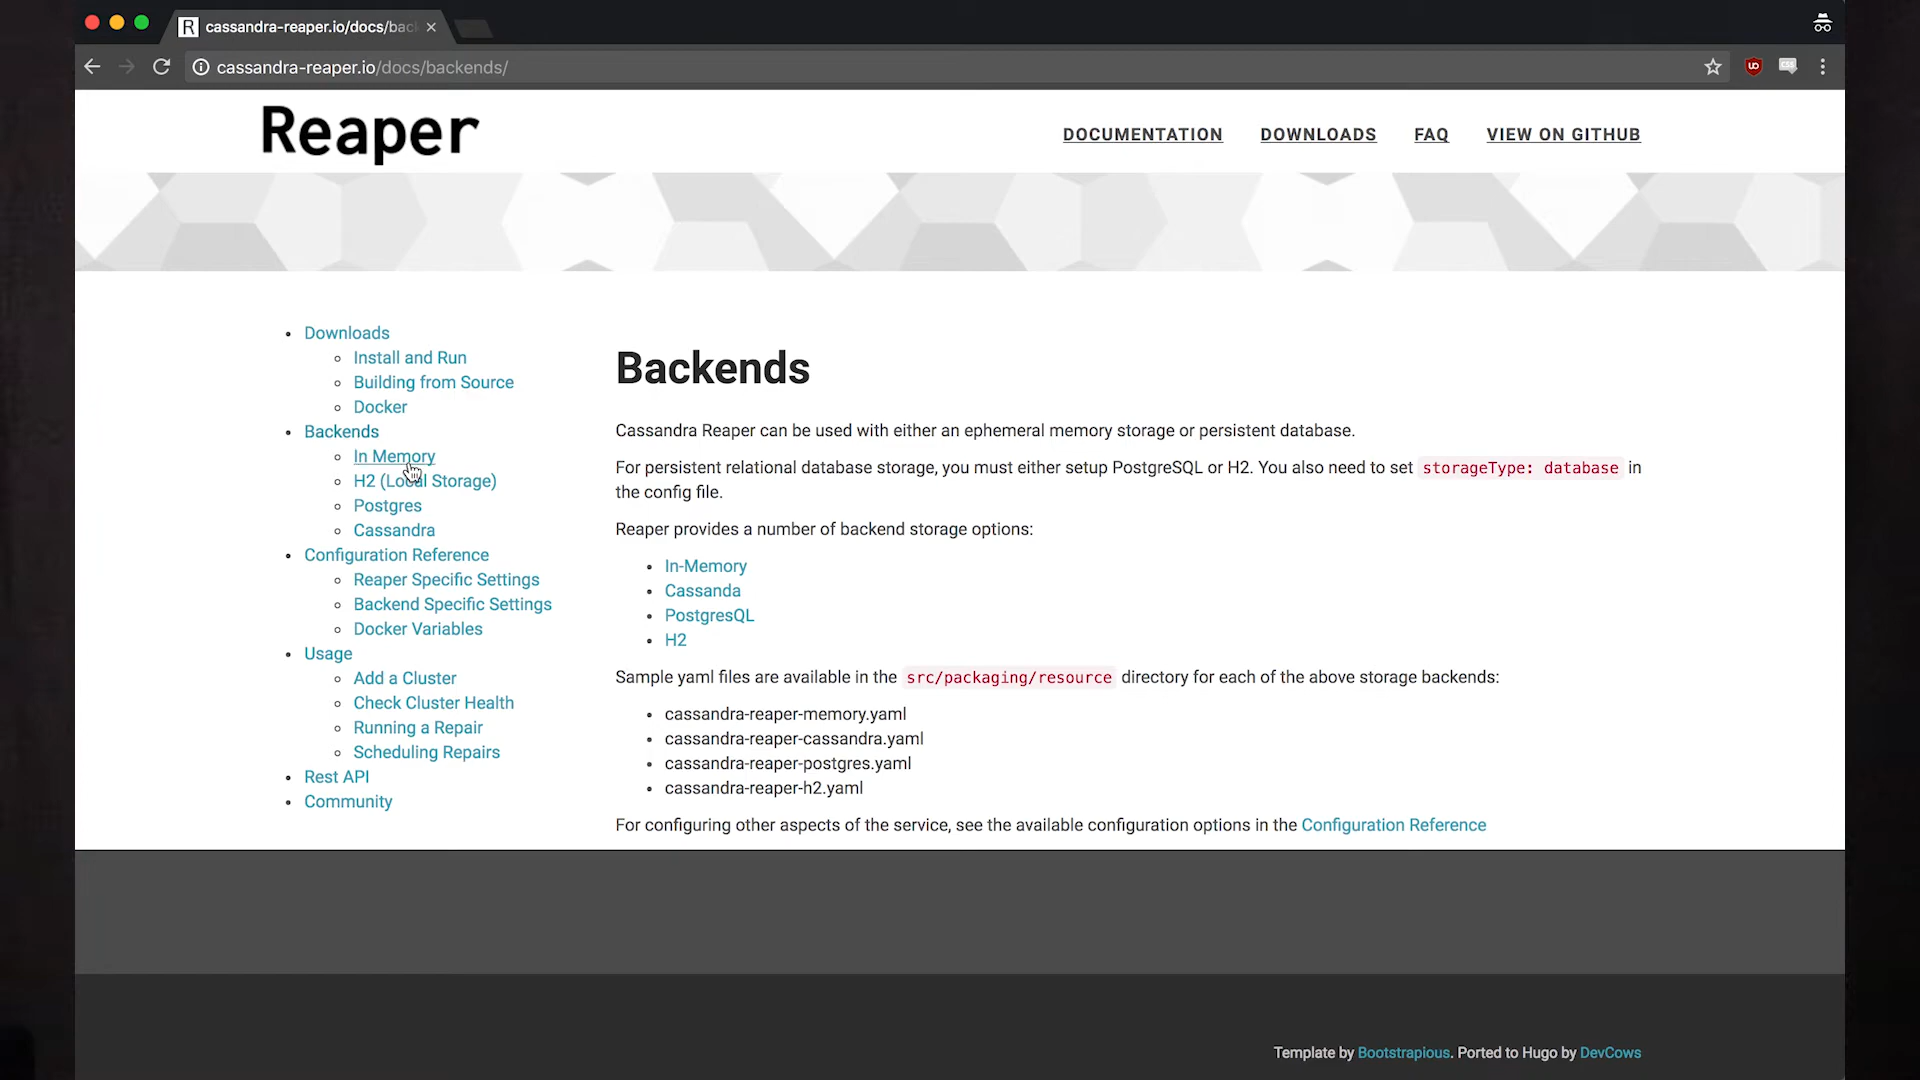 cassandra-reaper.io/docs/bac
cassandra-reaper.io/docs/backends/
Reaper
DOCUMENTATION DOWNLOADS FAQ VIEW ON GITHUB
Downloads
Install and Run
Building from Source
Docker
Backends
In Memory
H2 (Local Storage)
Postgres
Cassandra
Configuration Reference
Reaper Specific Settings
Backend Specific Settings
Docker Variables
Usage
Add a Cluster
Check Cluster Health
Running a Repair
Scheduling Repairs
Rest API
Community
Backends
Cassandra Reaper can be used with either an ephemeral memory storage or persistent database.
For persistent relational database storage, you must either setup PostgreSQL or H2. You also need to set storageType: database in
the config file.
Reaper provides a number of backend storage options:
In-Memory
Cassanda
PostgresQL
H2
Sample yaml files are available in the src/packaging/resource directory for each of the above storage backends:
cassandra-reaper-memory.yaml
cassandra-reaper-cassandra.yaml
cassandra-reaper-postgres.yaml
cassandra-reaper-h2.yaml
For configuring other aspects of the service, see the available configuration options in the Configuration Reference
Template by Bootstrapious. Ported to Hugo by DevCows